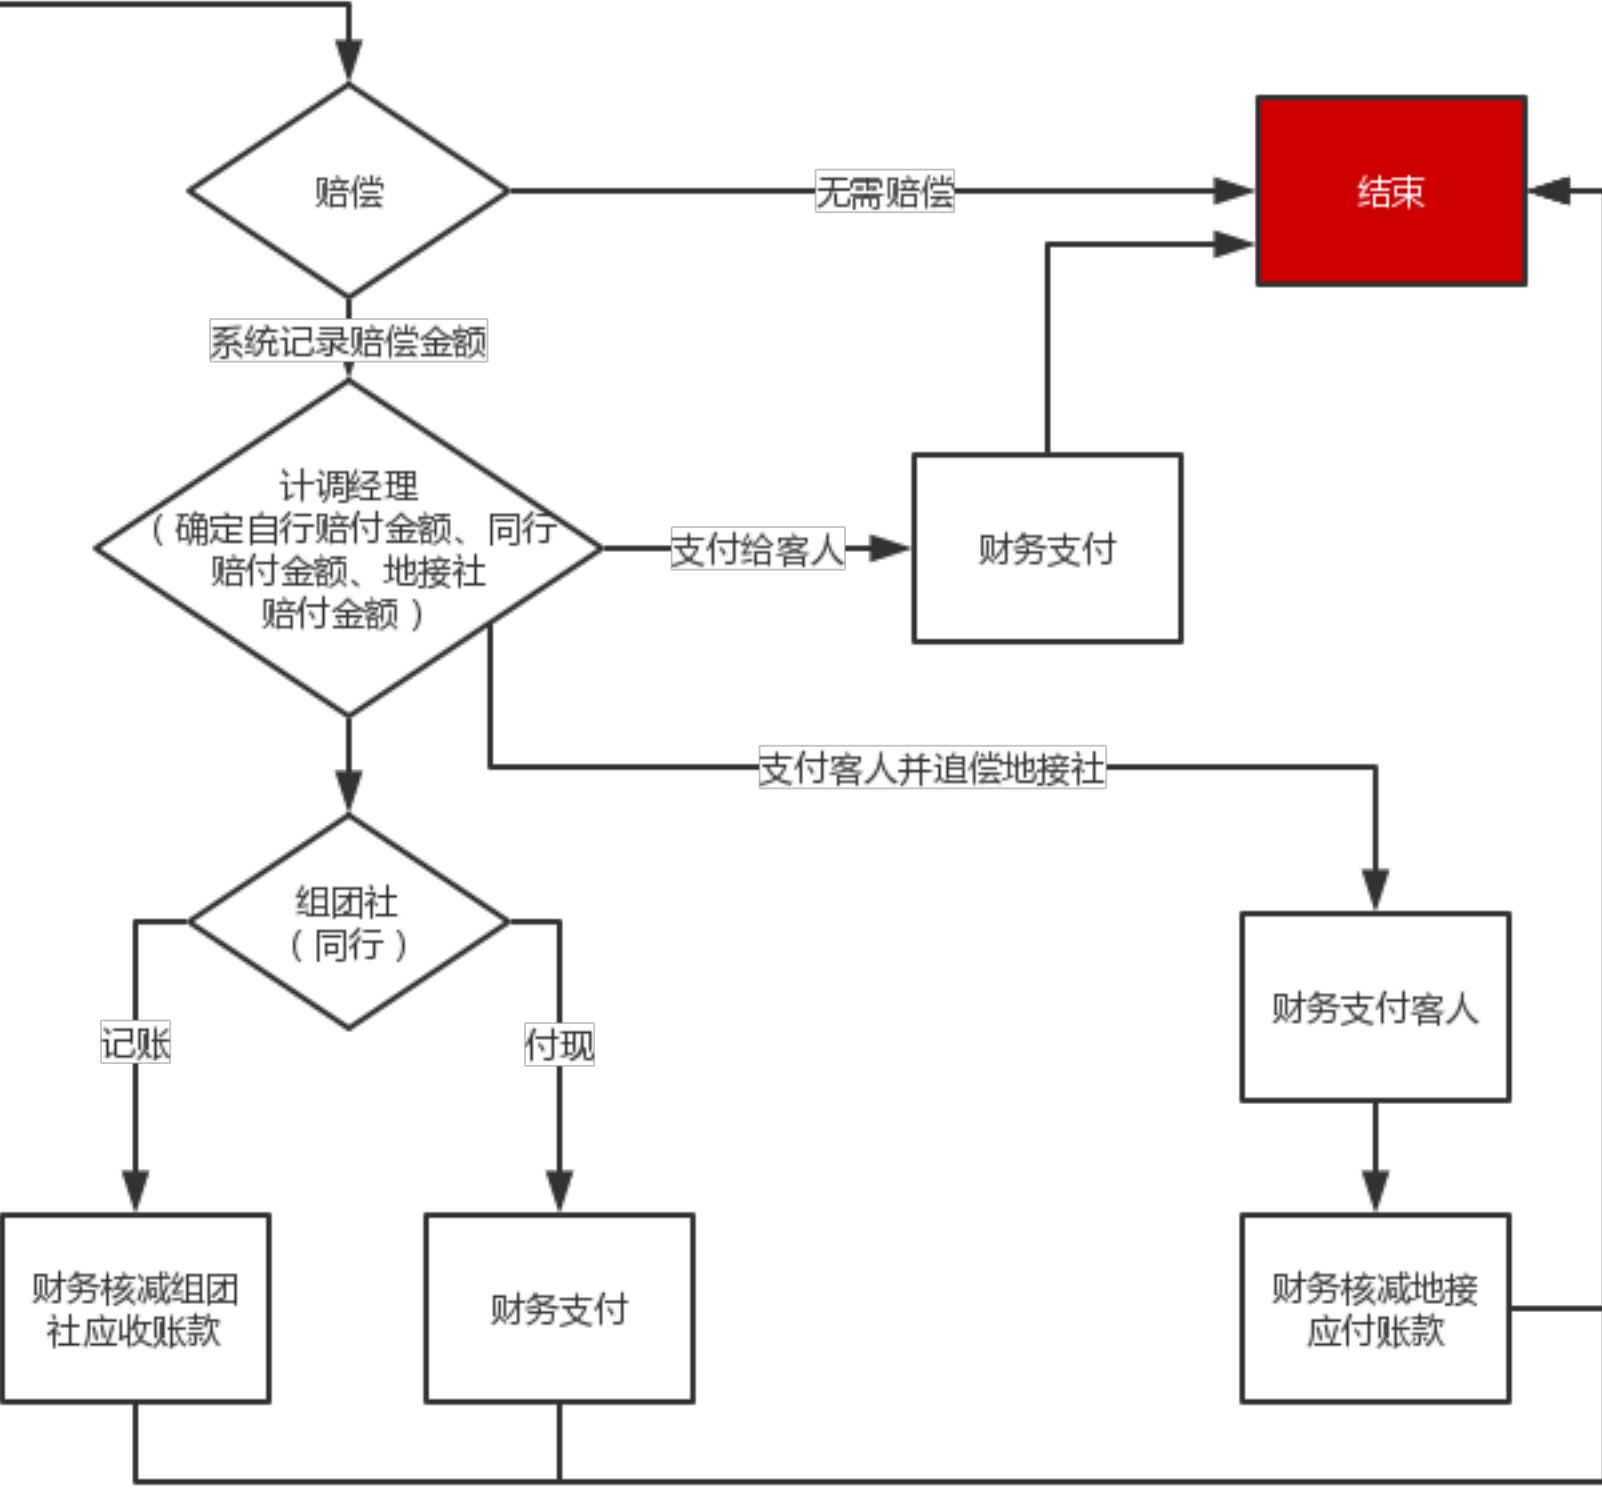 赔偿
无需赔偿
结束
系统记录赔偿金额
计调经理
（确定自行赔付金额、同行
赔付金额、地接社
赔付金额）
支付给客人
财务支付
支付客人并追偿地接社
组团社
（同行）
财务支付客人
记账
付现
财务核减组团
社应收账款
财务支付
财务核减地接
应付账款